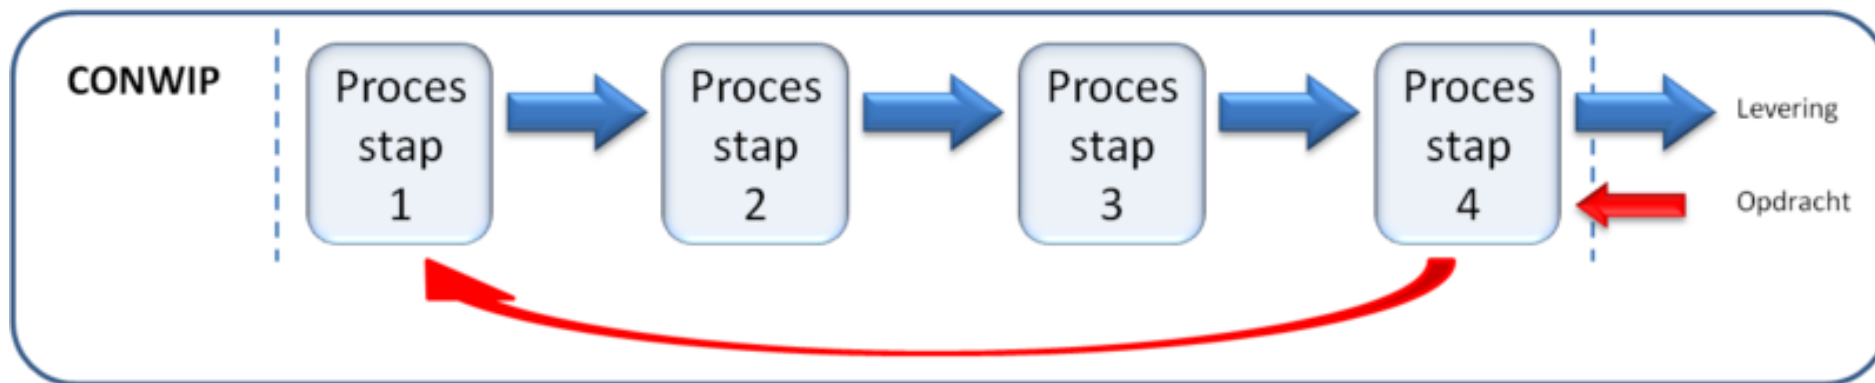 CONWIP
Proces
stap
1
Proces
stap
2
Proces
stap
3
Proces
stap
4
Levering
Opdracht